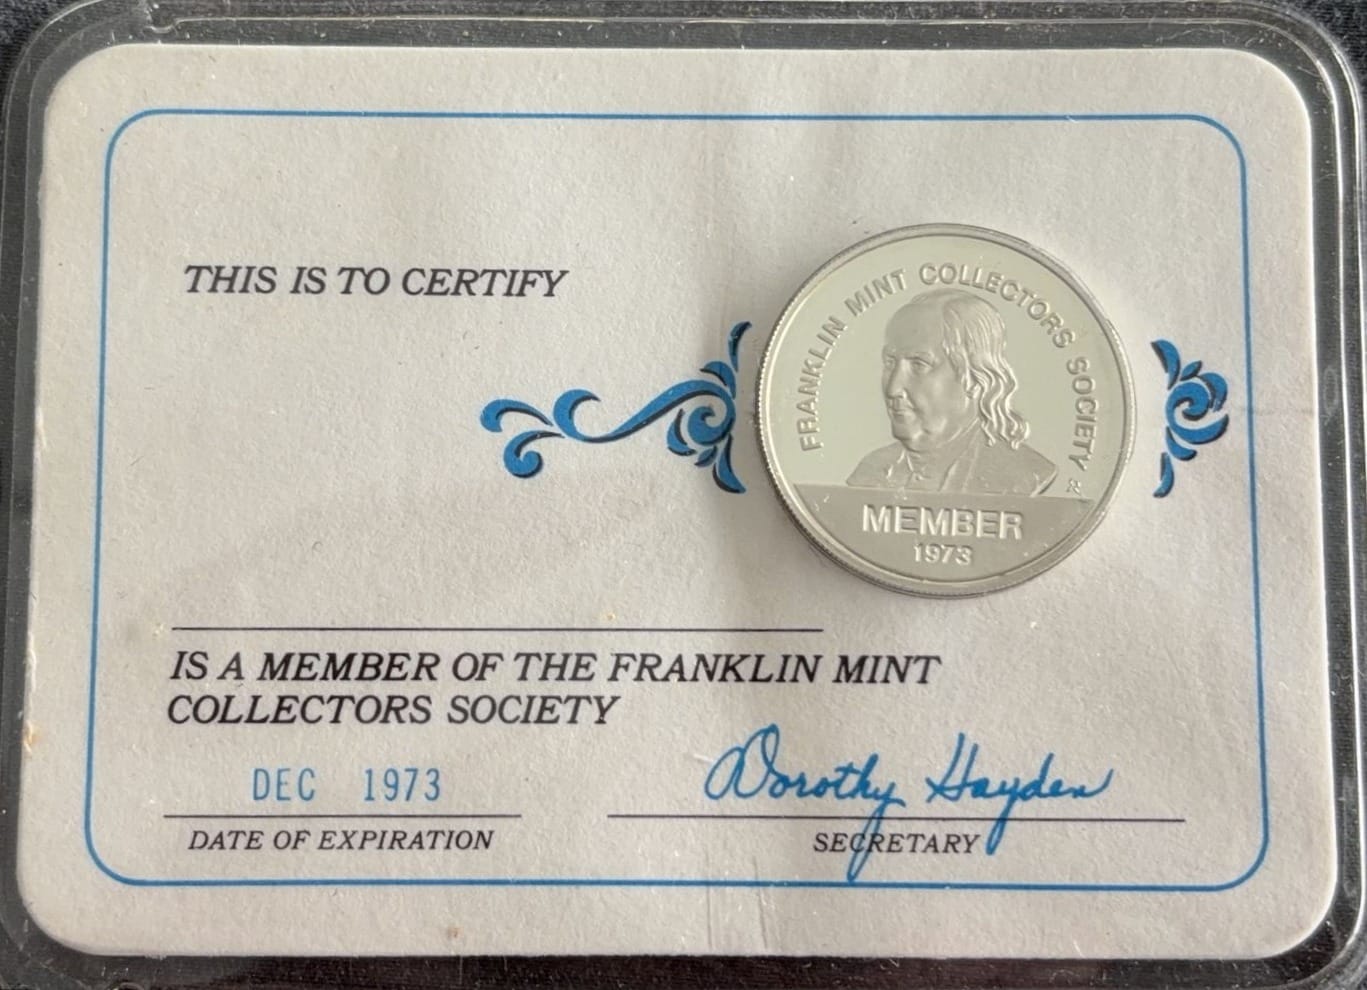 THIS IS TO CERTIFY
FRANKLIN MINT COLLECTORS SOCIETY
MEMBER
1973
IS A MEMBER OF THE FRANKLIN MINT
COLLECTORS SOCIETY
DEC 1973
DATE OF EXPIRATION
Dorothy Hayden
SECRETARY